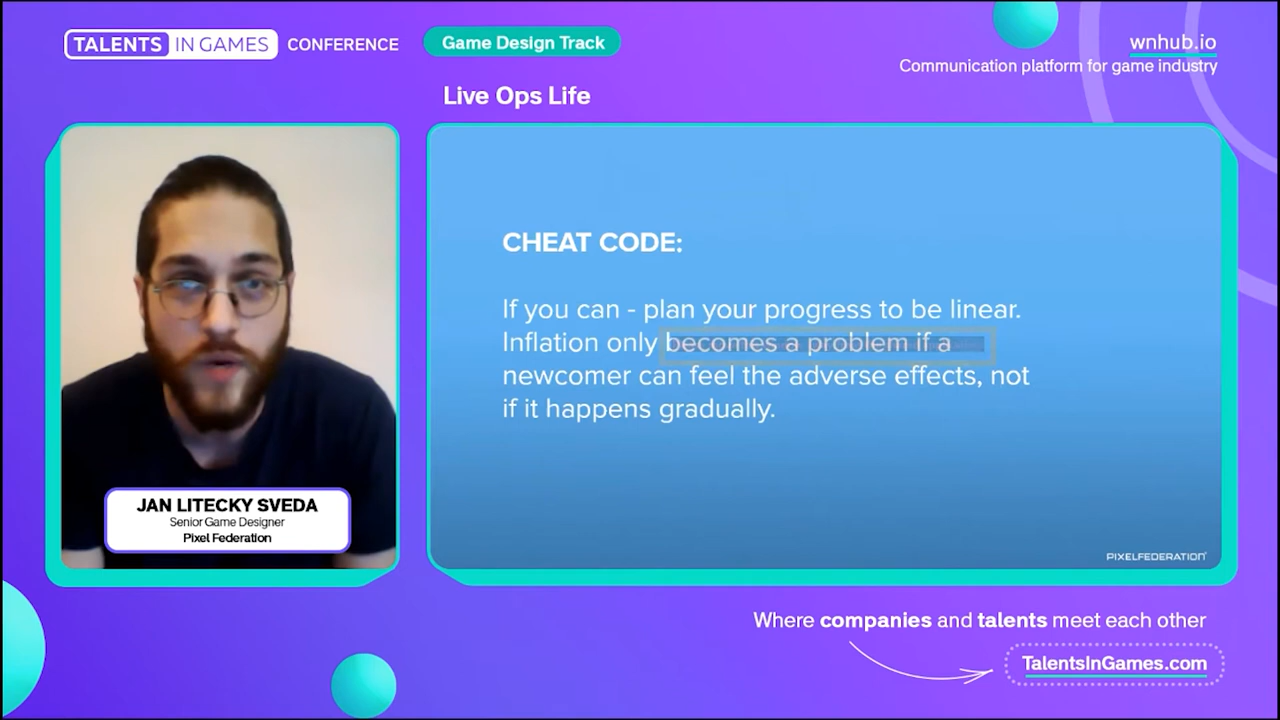 TALENTS IN GAMES CONFERENCE
Game Design Track
wnhub.io
Communication platform for game industry
Live Ops Life
CHEAT CODE:
If you can - plan your progress to be linear.
Inflation only becomes a problem if a
newcomer can feel the adverse effects, not
if it happens gradually.
JAN LITECKY SVEDA
Senior Game Designer
Pixel Federation
PIXELFEDERATION
Where companies and talents meet each other
TalentsInGames.com